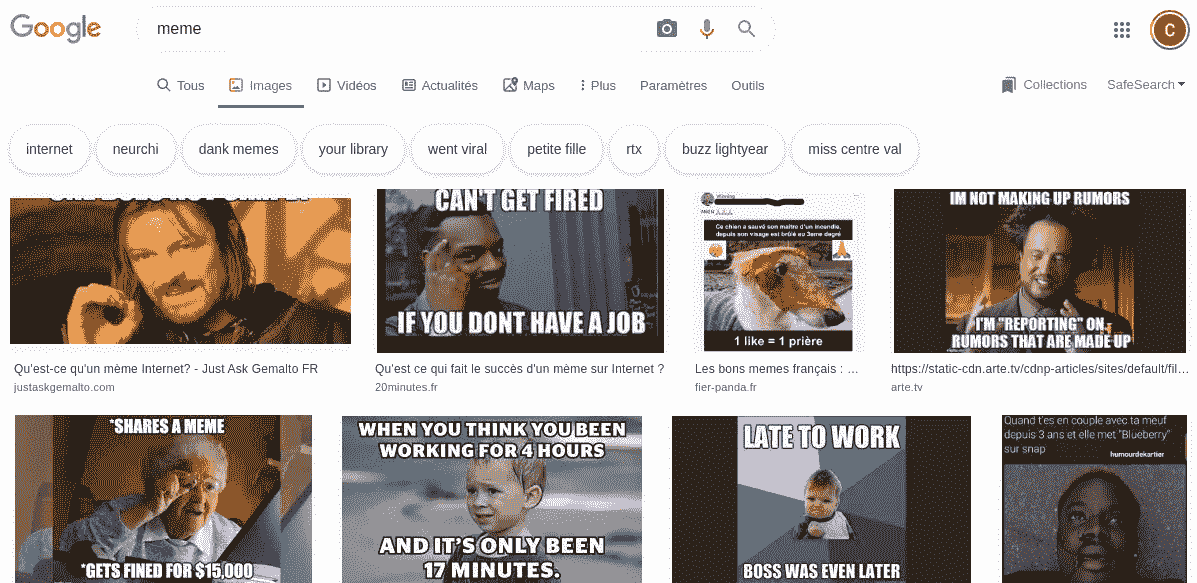 Google
meme
C
Tous
Images
Vidéos
Actualités
Maps
Plus
Paramètres
Outils
Collections
SafeSearch
internet
neurchi
dank memes
your library
went viral
petite fille
rtx
buzz lightyear
miss centre val
CAN'T GET FIRED
IF YOU DONT HAVE A JOB
Ce chien a sauvé son maître d'un incendie,
depuis son visage est brûlé au 3eme degré
1 like = 1 prière
IM NOT MAKING UP RUMORS
I'M "REPORTING" ON
RUMORS THAT ARE MADE UP
Qu'est-ce qu'un mème Internet? - Just Ask Gemalto FR
justaskgemalto.com
Qu'est ce qui fait le succès d'un mème sur Internet ?
20minutes.fr
Les bons memes français : ...
fier-panda.fr
https://static-cdn.arte.tv/cdnp-articles/sites/default/fil...
arte.tv
*SHARES A MEME
*GETS FINED FOR $15,000
WHEN YOU THINK YOU BEEN
WORKING FOR 4 HOURS
AND IT'S ONLY BEEN
17 MINUTES.
LATE TO WORK
BOSS WAS EVEN LATER
Quand t'es en couple avec ta meuf
depuis 3 ans et elle met "Blueberry"
sur snap
humourdekartier